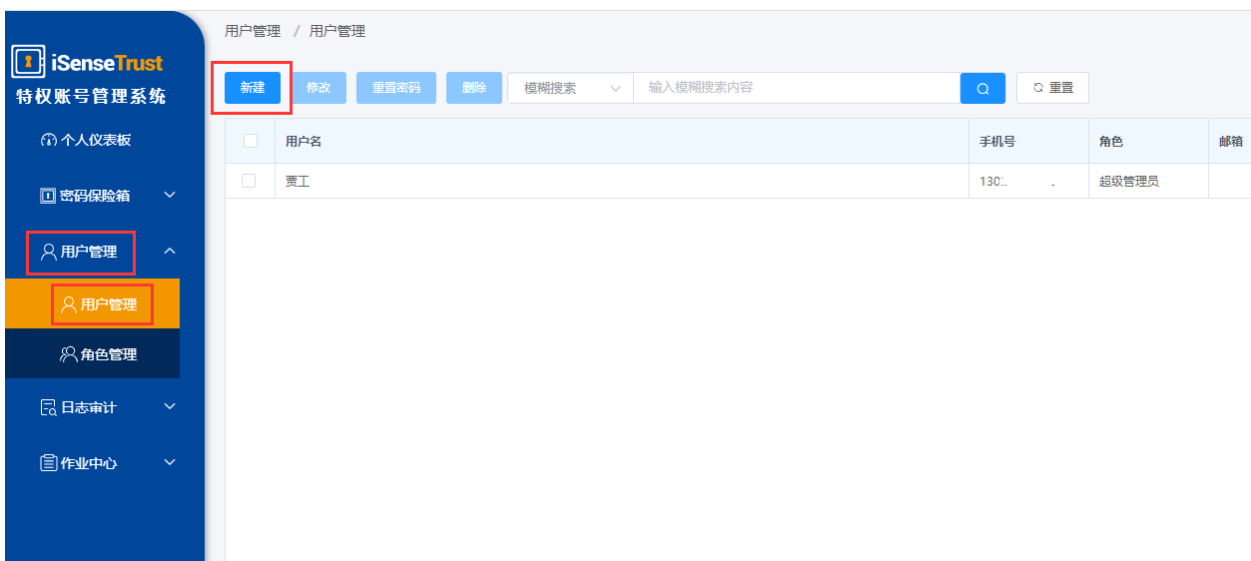 用户管理 / 用户管理
iSenseTrust
特权账号管理系统
新建 修改 重置密码 删除 模糊搜索 输入模糊搜索内容 重置
个人仪表板
用户名 手机号 角色 邮箱
密码保险箱
贾工 130 超级管理员
用户管理
用户管理
角色管理
日志审计
作业中心